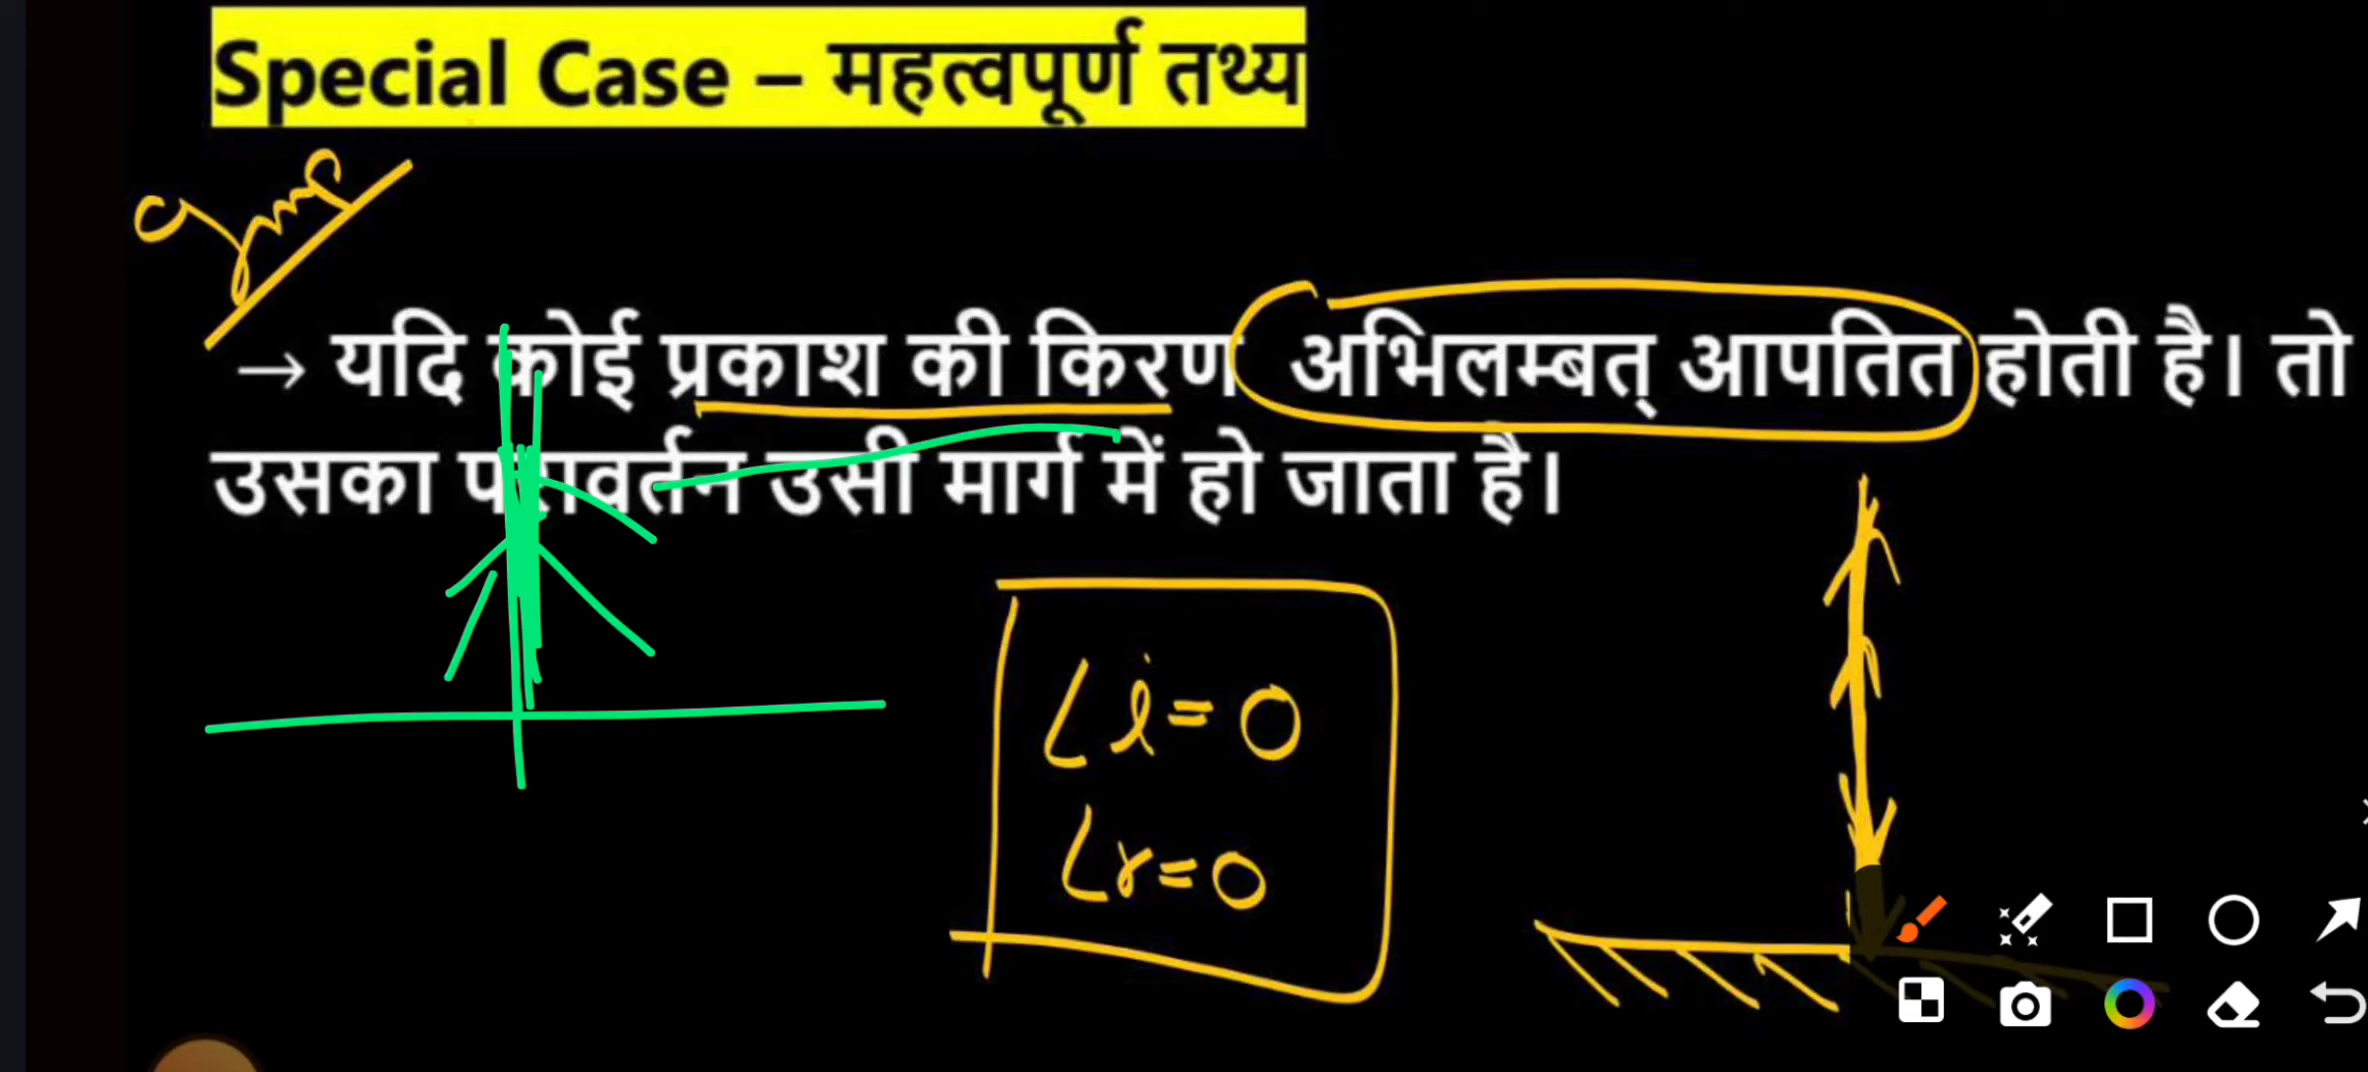 Special Case – महत्वपूर्ण तथ्य
Imp
→ यदि कोई प्रकाश की किरण अभिलम्बत् आपतित होती है। तो
उसका परावर्तन उसी मार्ग में हो जाता है।
∠i=0
∠r=0